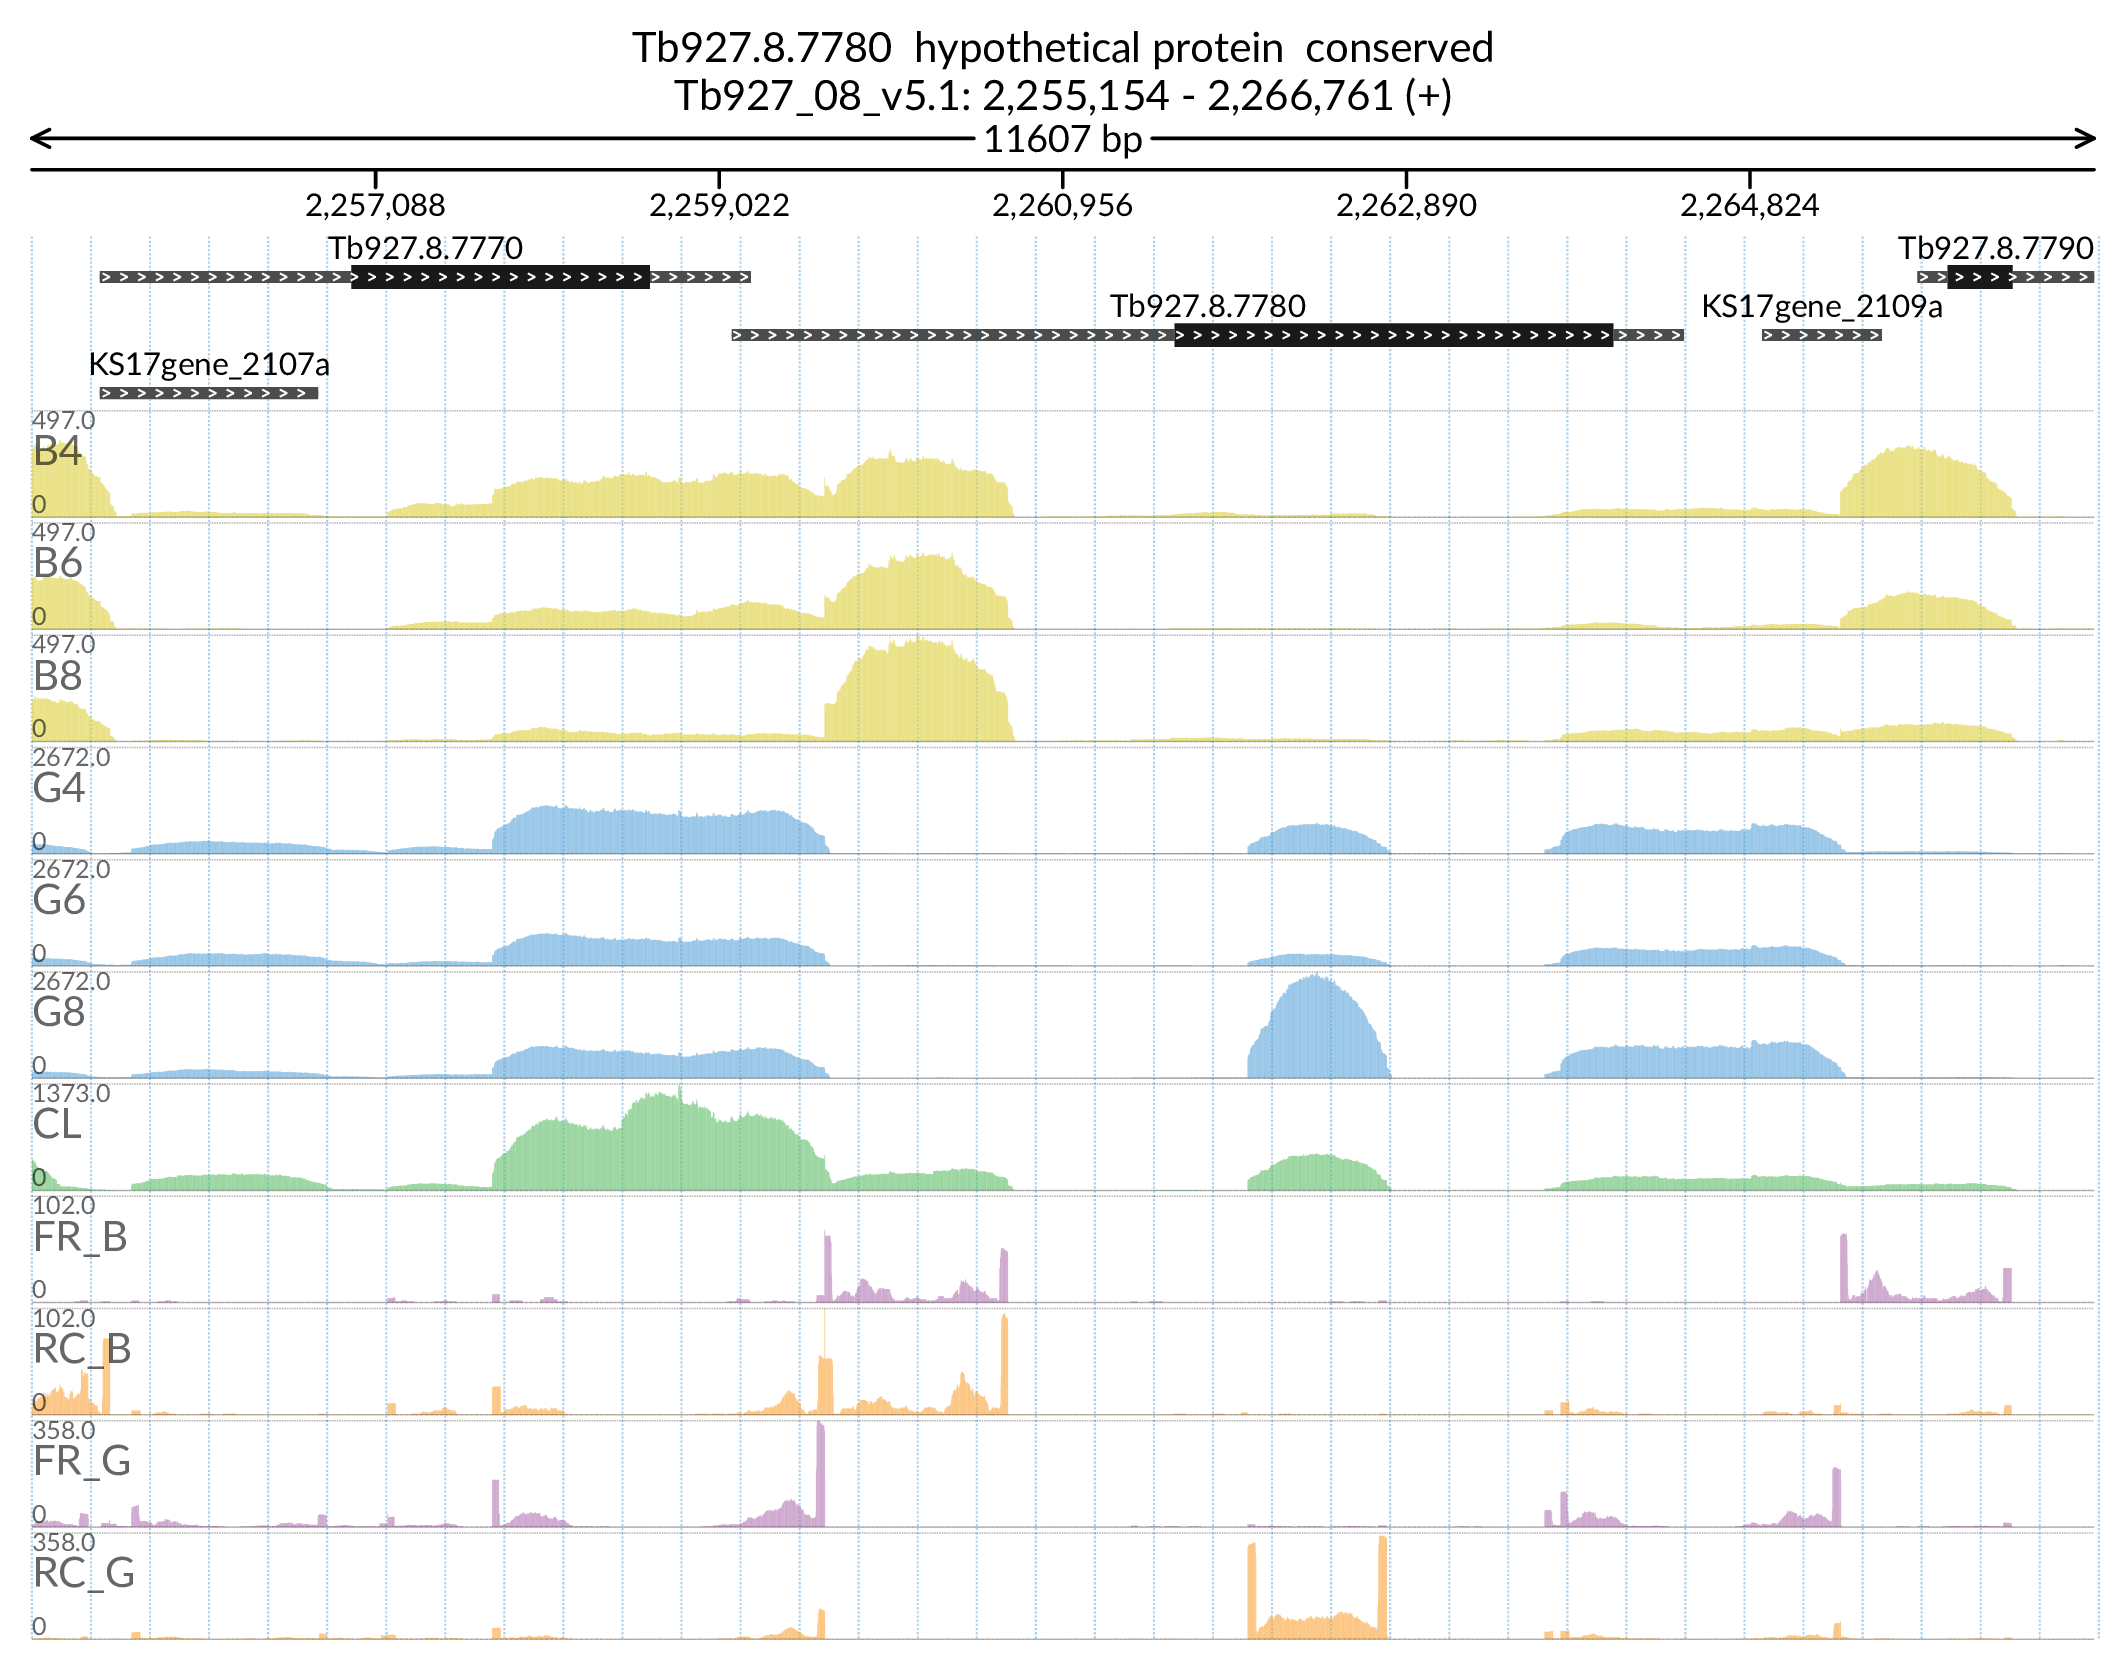 Tb927.8.7780 hypothetical protein conserved
Tb927_08_v5.1: 2,255,154 - 2,266,761 (+)
11607 bp
2,257,088 2,259,022 2,260,956 2,262,890 2,264,824
Tb927.8.7770 Tb927.8.7790
Tb927.8.7780 KS17gene_2109a
KS17gene_2107a
497.0
B4
0
497.0
B6
0
497.0
B8
0
2672.0
G4
0
2672.0
G6
0
2672.0
G8
0
1373.0
CL
0
102.0
FR_B
0
102.0
RC_B
0
358.0
FR_G
0
358.0
RC_G
0